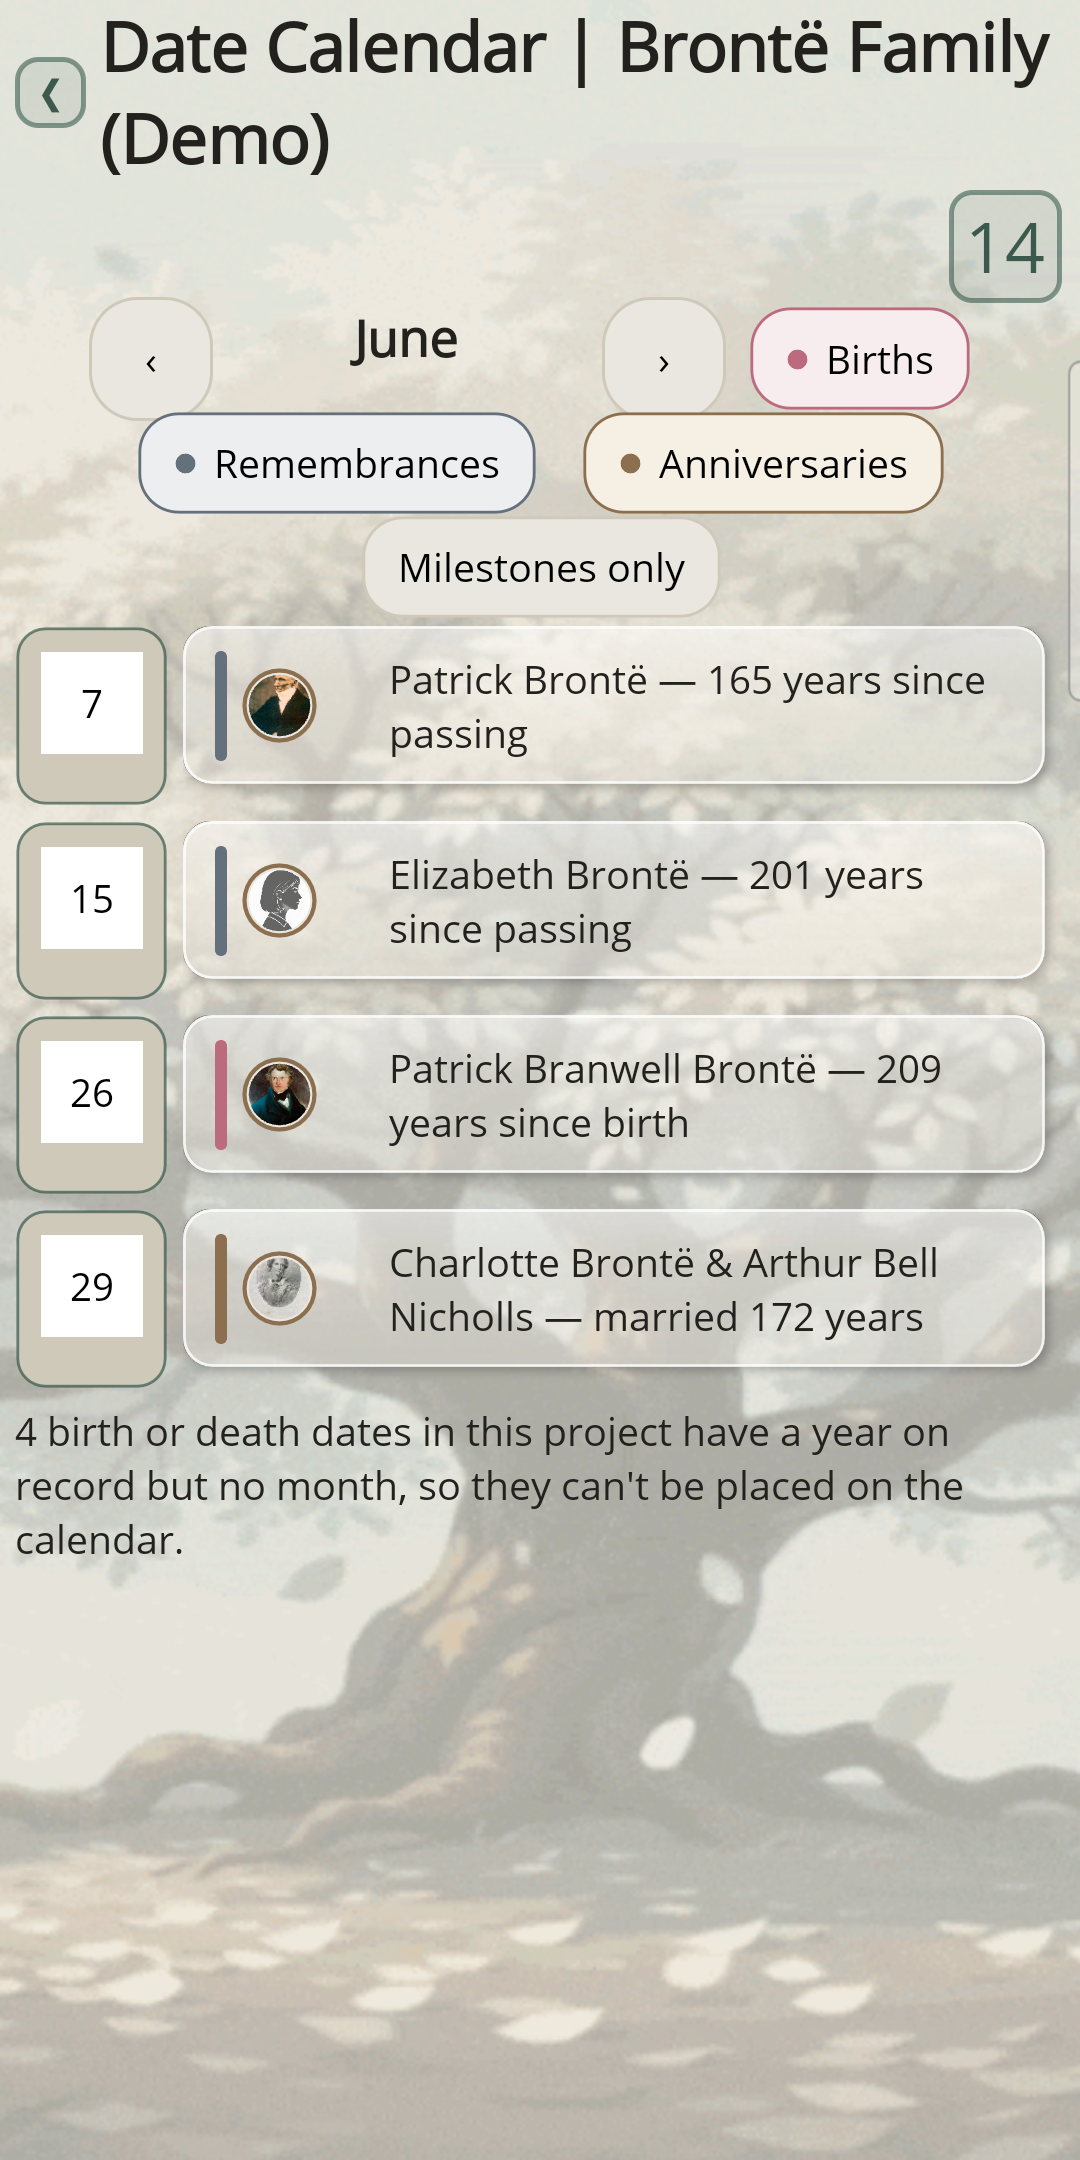 Date Calendar | Brontë Family
(Demo)
❮
14
‹
June
›
Births
Remembrances
Anniversaries
Milestones only
7
Patrick Brontë — 165 years since
passing
15
Elizabeth Brontë — 201 years
since passing
26
Patrick Branwell Brontë — 209
years since birth
29
Charlotte Brontë & Arthur Bell
Nicholls — married 172 years
4 birth or death dates in this project have a year on
record but no month, so they can't be placed on the
calendar.